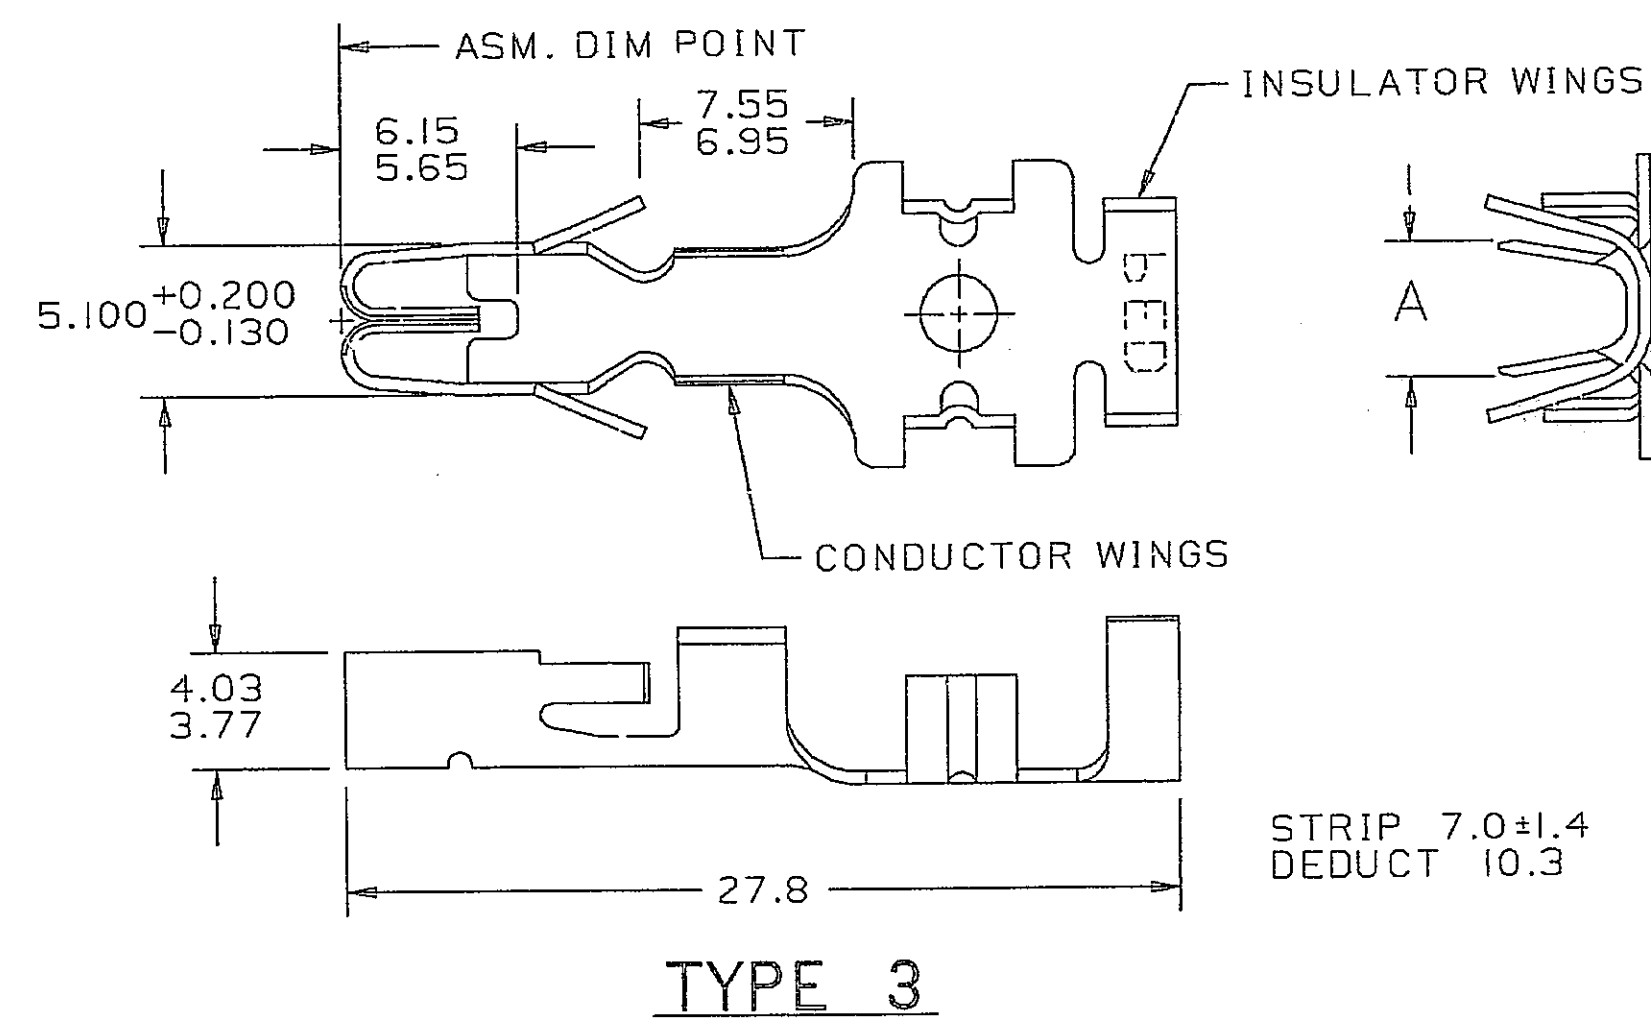 ASM. DIM POINT
INSULATOR WINGS
7.55
6.95
6.15
5.65
5.100 +0.200
-0.130
A
PED
CONDUCTOR WINGS
4.03
3.77
STRIP 7.0±1.4
DEDUCT 10.3
27.8
TYPE 3